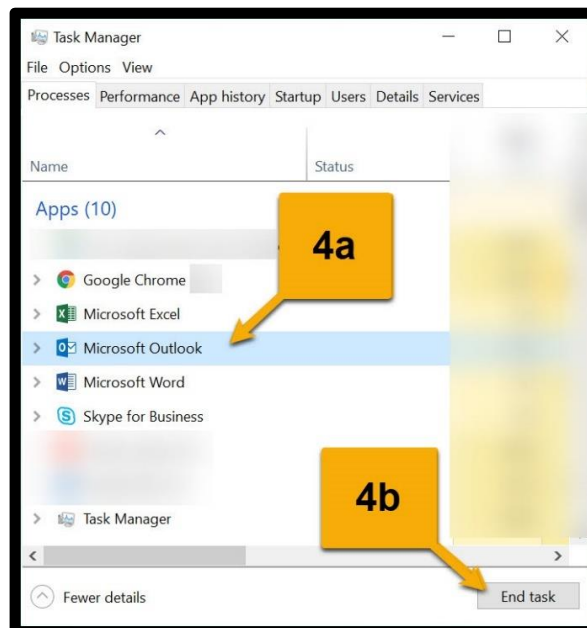 Task Manager
File Options View
Processes Performance App history Startup Users Details Services
Name Status
Apps (10)
4a
Google Chrome
Microsoft Excel
Microsoft Outlook
Microsoft Word
Skype for Business
4b
Task Manager
Fewer details End task